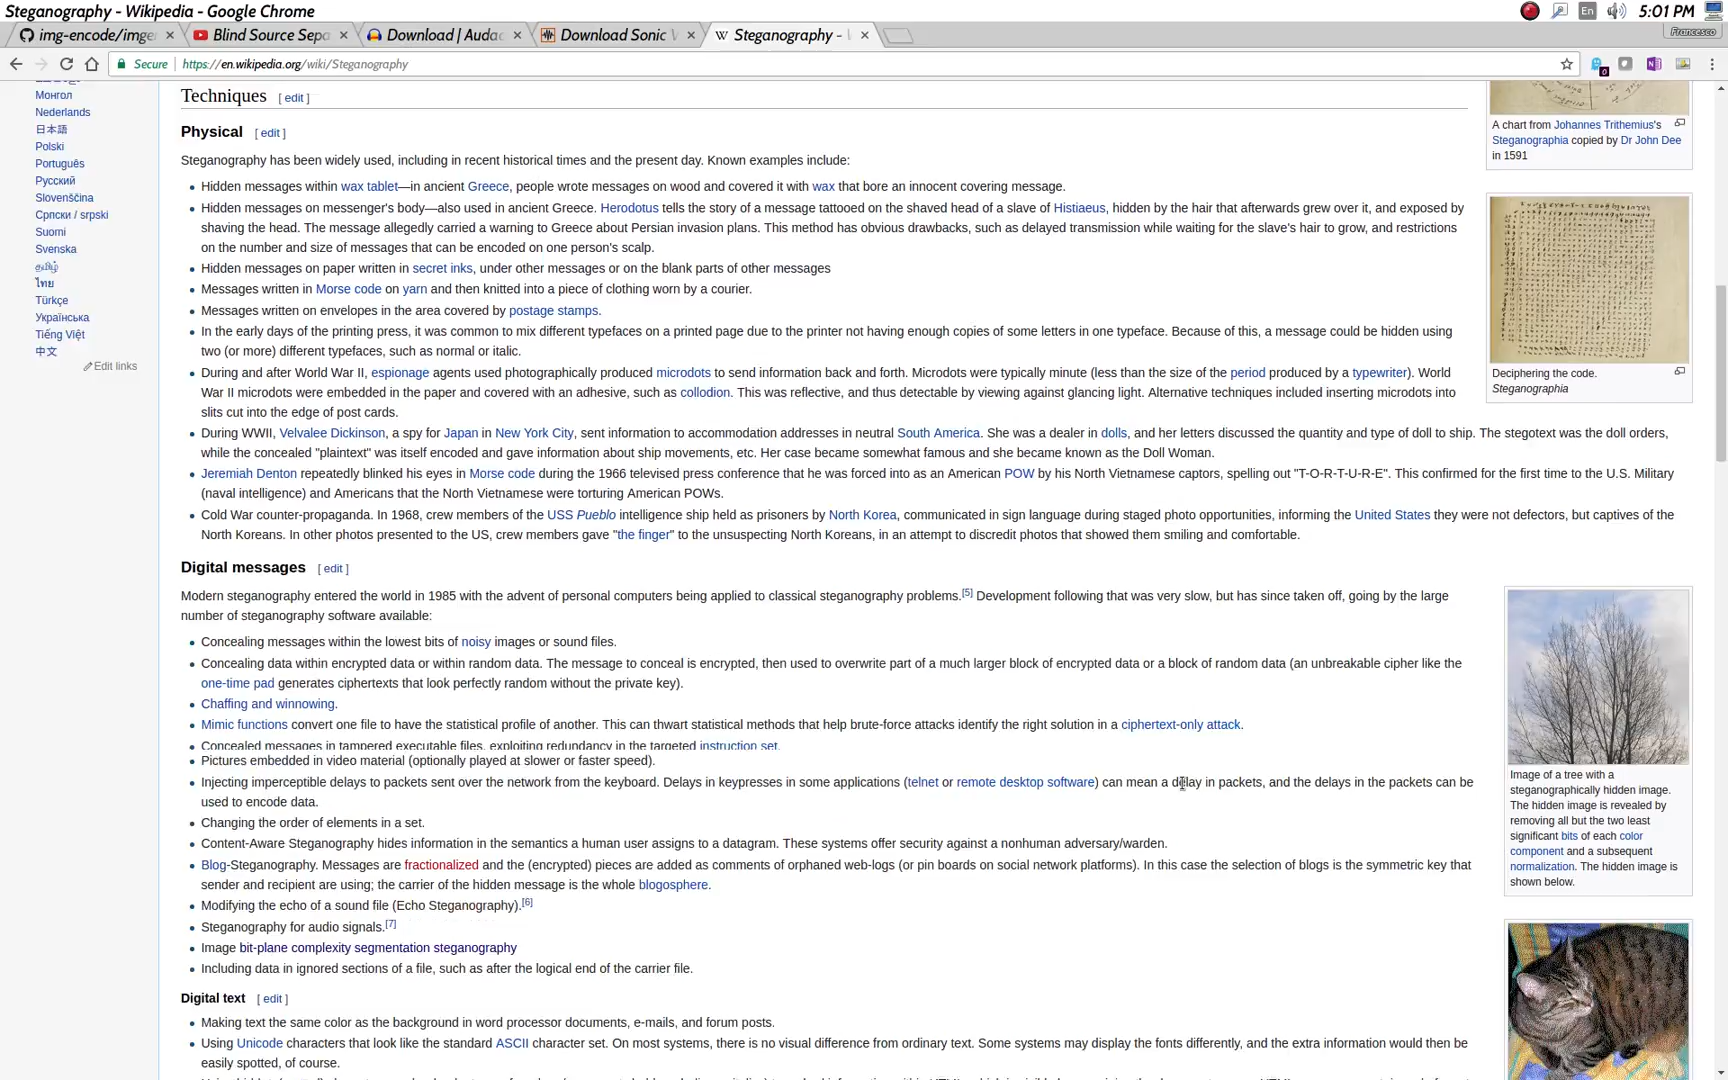 Steganography - Wikipedia - Google Chrome
En
5:01 PM
img-encode/imge
Blind Source Sepa
Download | Audac
Download Sonic V
W Steganography -
Francesco
Secure
https://en.wikipedia.org/wiki/Steganography
0
Монгол
Nederlands
日本語
Polski
Português
Русский
Slovenščina
Српски / srpski
Suomi
Svenska
தமிழ்
ไทย
Türkçe
Українська
Tiếng Việt
中文
Edit links
Techniques [ edit ]
Physical [ edit ]
Steganography has been widely used, including in recent historical times and the present day. Known examples include:
Hidden messages within wax tablet—in ancient Greece, people wrote messages on wood and covered it with wax that bore an innocent covering message.
Hidden messages on messenger's body—also used in ancient Greece. Herodotus tells the story of a message tattooed on the shaved head of a slave of Histiaeus, hidden by the hair that afterwards grew over it, and exposed by
shaving the head. The message allegedly carried a warning to Greece about Persian invasion plans. This method has obvious drawbacks, such as delayed transmission while waiting for the slave's hair to grow, and restrictions
on the number and size of messages that can be encoded on one person's scalp.
Hidden messages on paper written in secret inks, under other messages or on the blank parts of other messages
Messages written in Morse code on yarn and then knitted into a piece of clothing worn by a courier.
Messages written on envelopes in the area covered by postage stamps.
In the early days of the printing press, it was common to mix different typefaces on a printed page due to the printer not having enough copies of some letters in one typeface. Because of this, a message could be hidden using
two (or more) different typefaces, such as normal or italic.
During and after World War II, espionage agents used photographically produced microdots to send information back and forth. Microdots were typically minute (less than the size of the period produced by a typewriter). World
War II microdots were embedded in the paper and covered with an adhesive, such as collodion. This was reflective, and thus detectable by viewing against glancing light. Alternative techniques included inserting microdots into
slits cut into the edge of post cards.
During WWII, Velvalee Dickinson, a spy for Japan in New York City, sent information to accommodation addresses in neutral South America. She was a dealer in dolls, and her letters discussed the quantity and type of doll to ship. The stegotext was the doll orders,
while the concealed "plaintext" was itself encoded and gave information about ship movements, etc. Her case became somewhat famous and she became known as the Doll Woman.
Jeremiah Denton repeatedly blinked his eyes in Morse code during the 1966 televised press conference that he was forced into as an American POW by his North Vietnamese captors, spelling out "T-O-R-T-U-R-E". This confirmed for the first time to the U.S. Military
(naval intelligence) and Americans that the North Vietnamese were torturing American POWs.
Cold War counter-propaganda. In 1968, crew members of the USS Pueblo intelligence ship held as prisoners by North Korea, communicated in sign language during staged photo opportunities, informing the United States they were not defectors, but captives of the
North Koreans. In other photos presented to the US, crew members gave "the finger" to the unsuspecting North Koreans, in an attempt to discredit photos that showed them smiling and comfortable.
Digital messages [ edit ]
Modern steganography entered the world in 1985 with the advent of personal computers being applied to classical steganography problems.[5] Development following that was very slow, but has since taken off, going by the large
number of steganography software available:
Concealing messages within the lowest bits of noisy images or sound files.
Concealing data within encrypted data or within random data. The message to conceal is encrypted, then used to overwrite part of a much larger block of encrypted data or a block of random data (an unbreakable cipher like the
one-time pad generates ciphertexts that look perfectly random without the private key).
Chaffing and winnowing.
Mimic functions convert one file to have the statistical profile of another. This can thwart statistical methods that help brute-force attacks identify the right solution in a ciphertext-only attack.
Concealed messages in tampered executable files, exploiting redundancy in the targeted instruction set.
Pictures embedded in video material (optionally played at slower or faster speed).
Injecting imperceptible delays to packets sent over the network from the keyboard. Delays in keypresses in some applications (telnet or remote desktop software) can mean a delay in packets, and the delays in the packets can be
used to encode data.
Changing the order of elements in a set.
Content-Aware Steganography hides information in the semantics a human user assigns to a datagram. These systems offer security against a nonhuman adversary/warden.
Blog-Steganography. Messages are fractionalized and the (encrypted) pieces are added as comments of orphaned web-logs (or pin boards on social network platforms). In this case the selection of blogs is the symmetric key that
sender and recipient are using; the carrier of the hidden message is the whole blogosphere.
Modifying the echo of a sound file (Echo Steganography).[6]
Steganography for audio signals.[7]
Image bit-plane complexity segmentation steganography
Including data in ignored sections of a file, such as after the logical end of the carrier file.
Digital text [ edit ]
Making text the same color as the background in word processor documents, e-mails, and forum posts.
Using Unicode characters that look like the standard ASCII character set. On most systems, there is no visual difference from ordinary text. Some systems may display the fonts differently, and the extra information would then be
easily spotted, of course.
A chart from Johannes Trithemius's
Steganographia copied by Dr John Dee
in 1591
Deciphering the code.
Steganographia
Image of a tree with a
steganographically hidden image.
The hidden image is revealed by
removing all but the two least
significant bits of each color
component and a subsequent
normalization. The hidden image is
shown below.